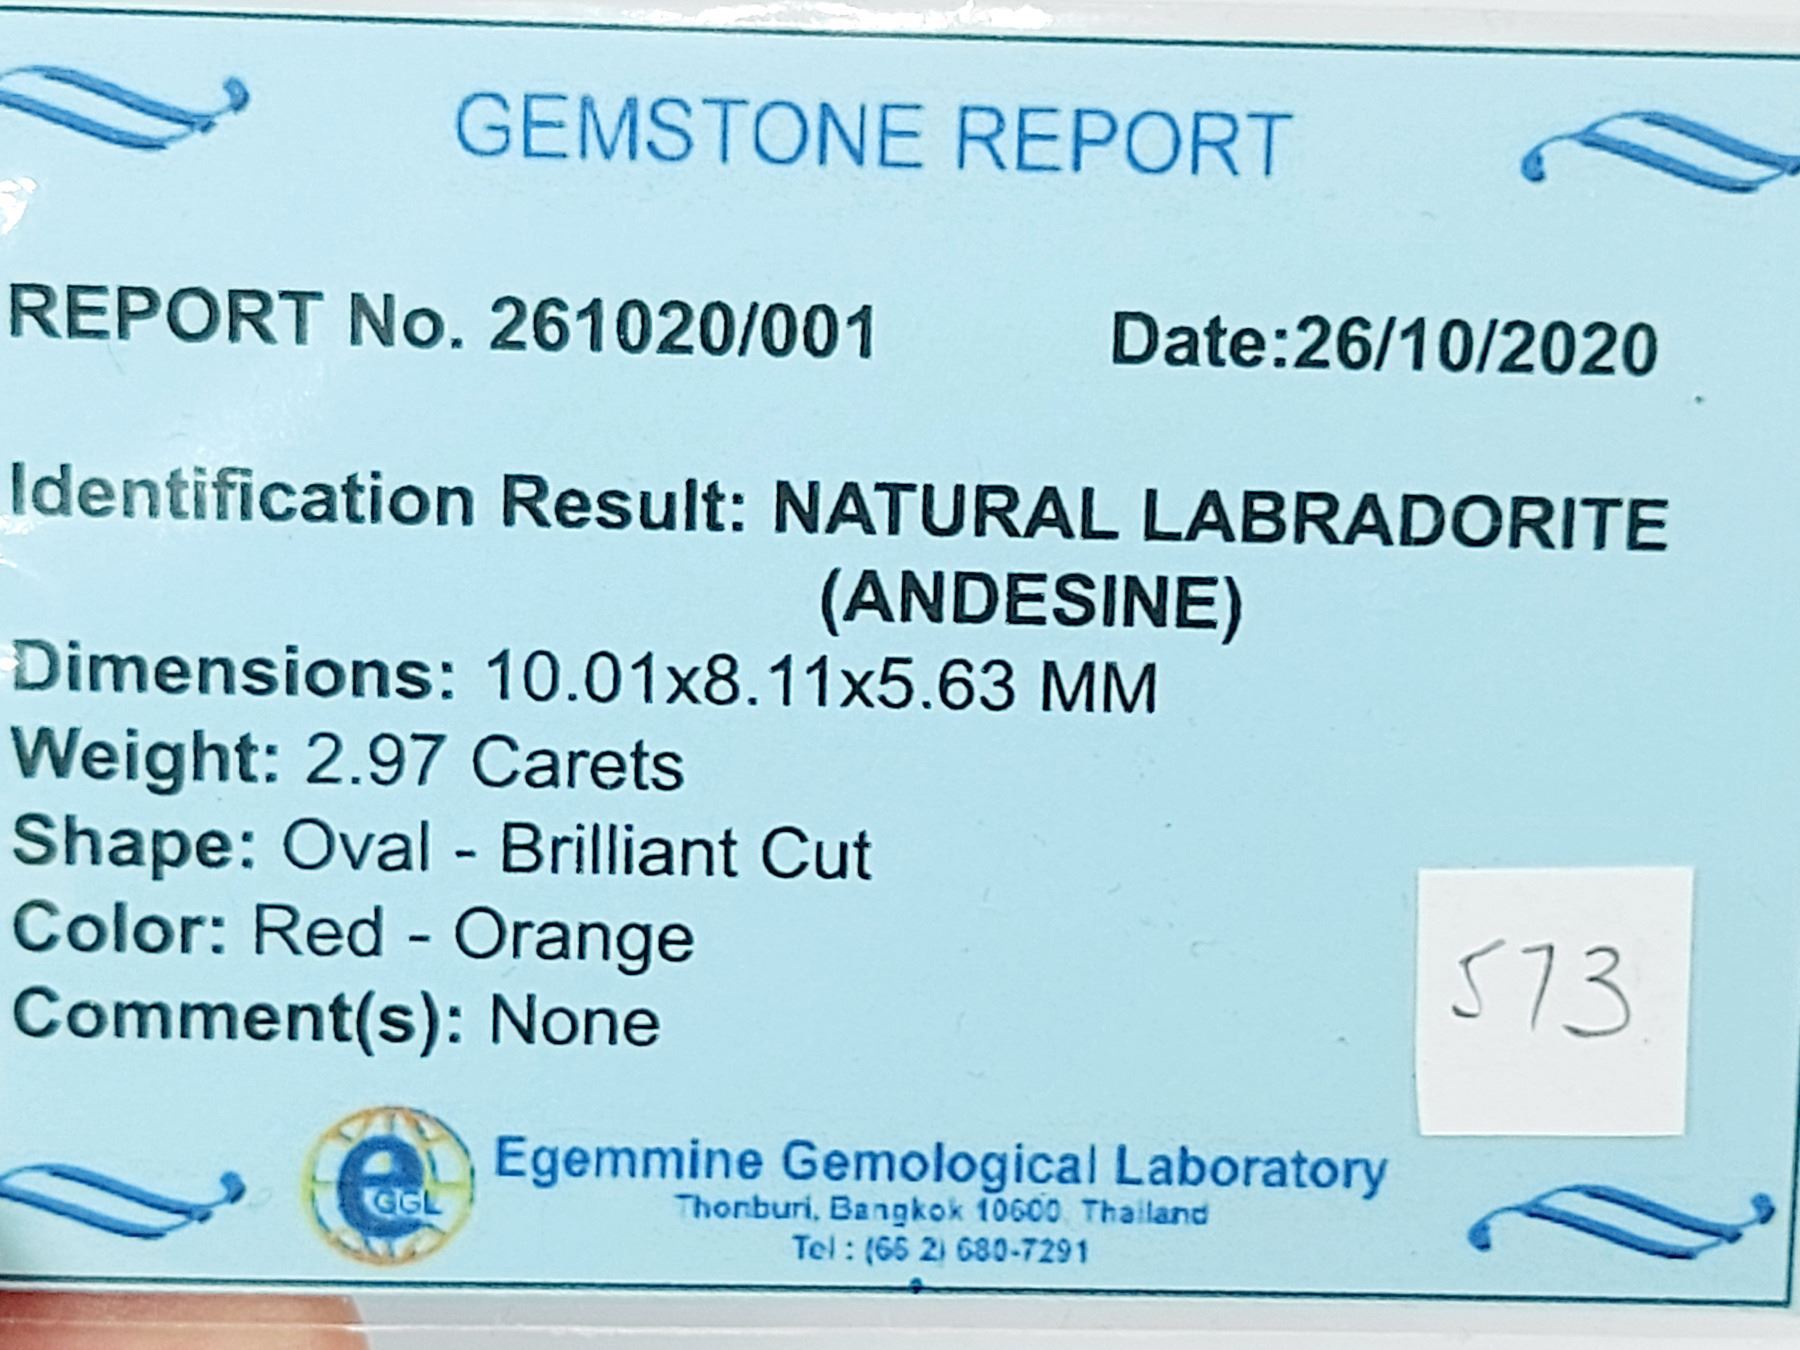 GEMSTONE REPORT
REPORT No. 261020/001 Date:26/10/2020
Identification Result: NATURAL LABRADORITE
(ANDESINE)
Dimensions: 10.01x8.11x5.63 MM
Weight: 2.97 Carets
Shape: Oval - Brilliant Cut
Color: Red - Orange
Comment(s): None
573
e GGL
Egemmine Gemological Laboratory
Thonburi, Bangkok 10600, Thailand
Tel : (66 2) 680-7291